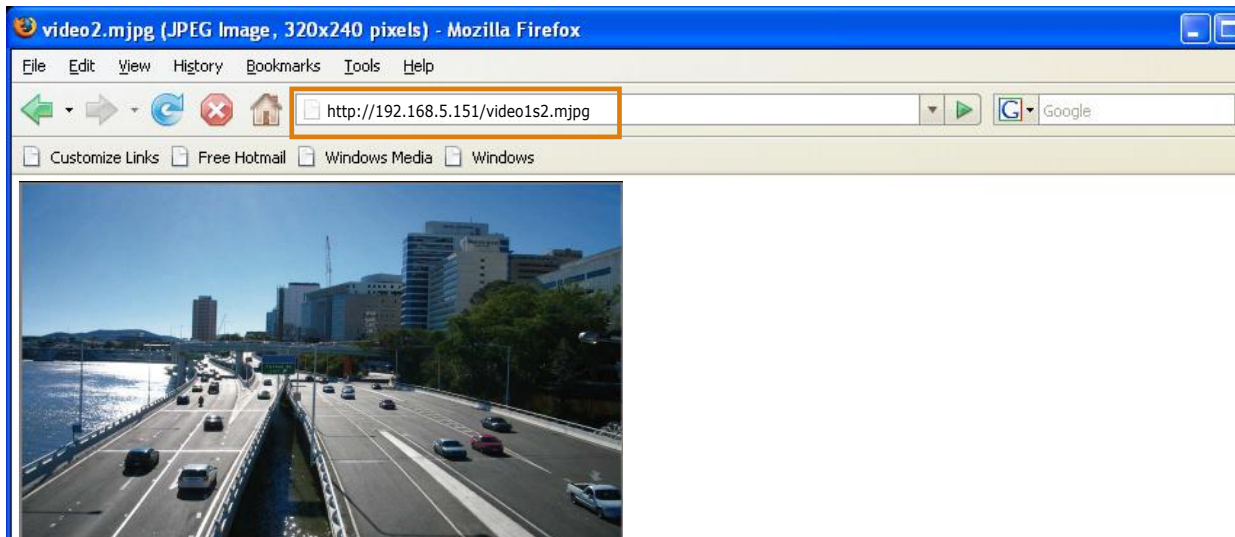 video2.mjpg (JPEG Image, 320x240 pixels) - Mozilla Firefox
File Edit View History Bookmarks Tools Help
http://192.168.5.151/video1s2.mjpg
G Google
Customize Links Free Hotmail Windows Media Windows